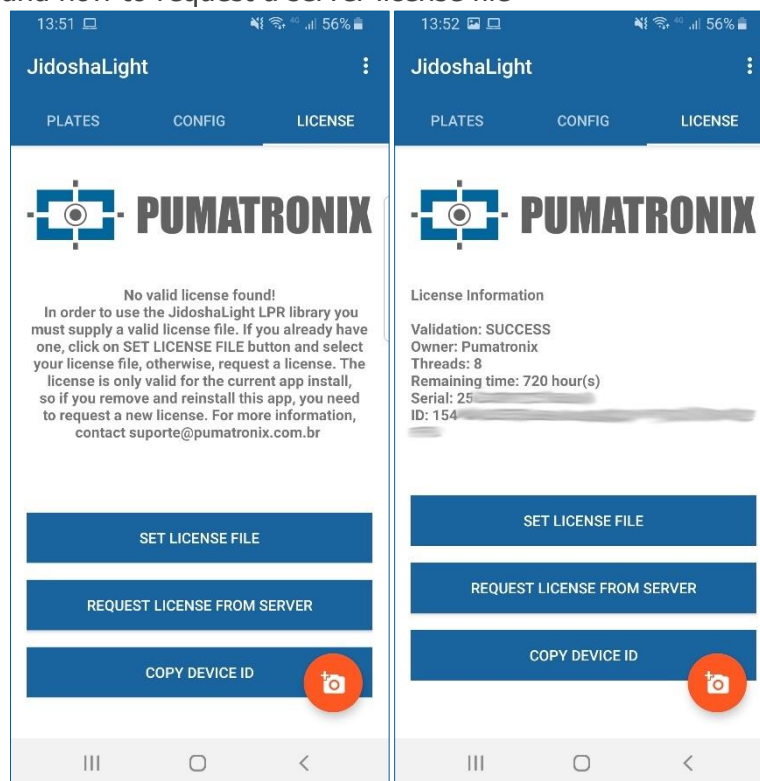 and how to request a server license file
13:51
56%
JidoshaLight
PLATES CONFIG LICENSE
PUMATRONIX
No valid license found!
In order to use the JidoshaLight LPR library you
must supply a valid license file. If you already have
one, click on SET LICENSE FILE button and select
your license file, otherwise, request a license. The
license is only valid for the current app install,
so if you remove and reinstall this app, you need
to request a new license. For more information,
contact suporte@pumatronix.com.br
SET LICENSE FILE
REQUEST LICENSE FROM SERVER
COPY DEVICE ID
13:52
56%
JidoshaLight
PLATES CONFIG LICENSE
PUMATRONIX
License Information
Validation: SUCCESS
Owner: Pumatronix
Threads: 8
Remaining time: 720 hour(s)
Serial: 25
ID: 154
SET LICENSE FILE
REQUEST LICENSE FROM SERVER
COPY DEVICE ID